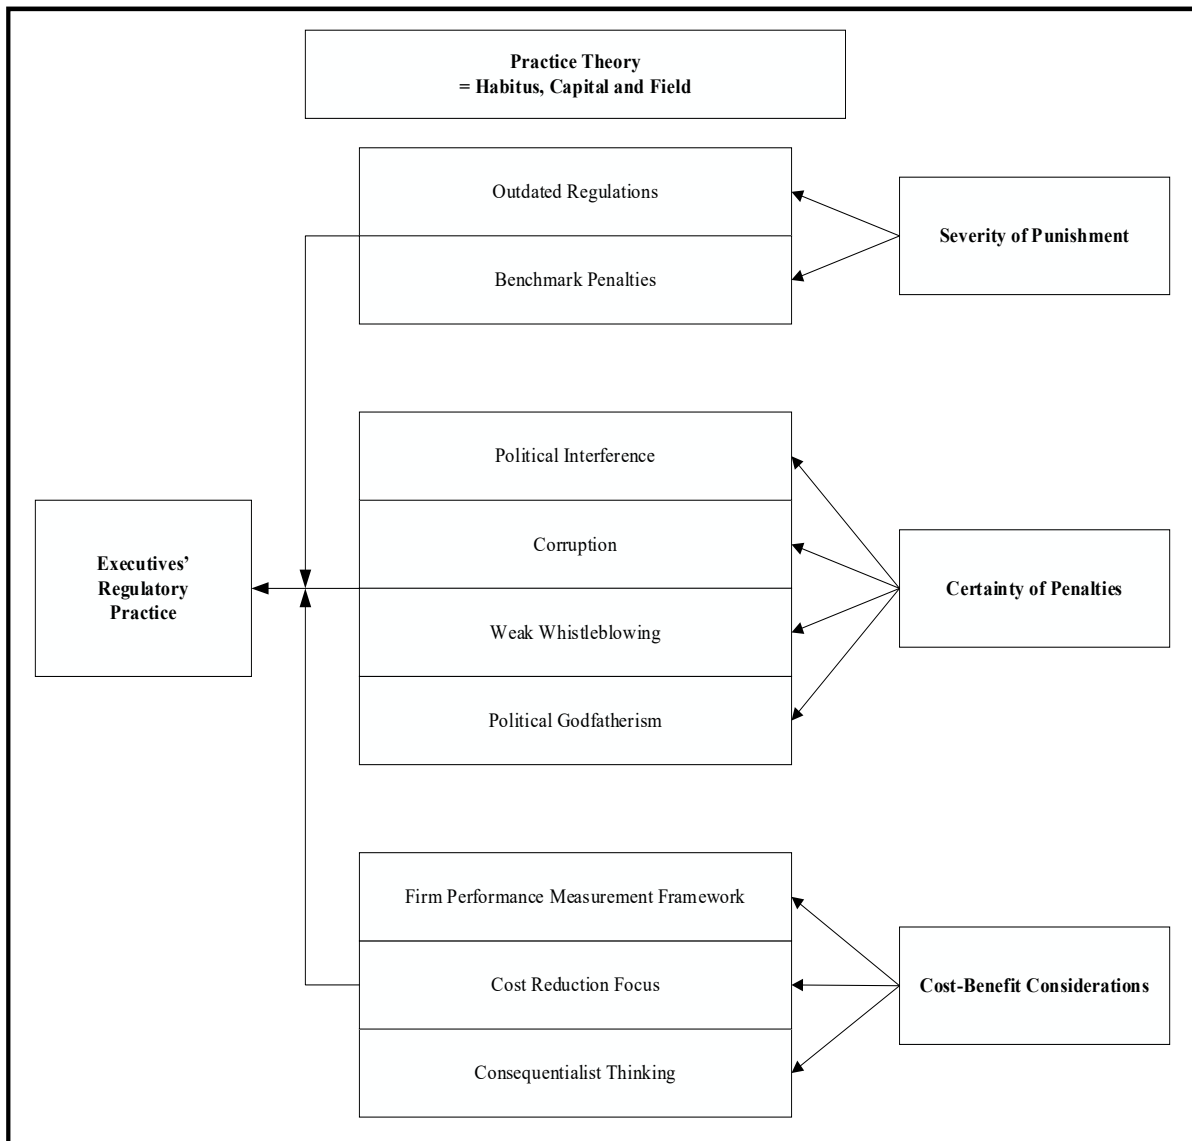 Practice Theory
= Habitus, Capital and Field
Outdated Regulations
Benchmark Penalties
Severity of Punishment
Political Interference
Corruption
Weak Whistleblowing
Political Godfatherism
Executives’
Regulatory
Practice
Certainty of Penalties
Firm Performance Measurement Framework
Cost Reduction Focus
Consequentialist Thinking
Cost-Benefit Considerations